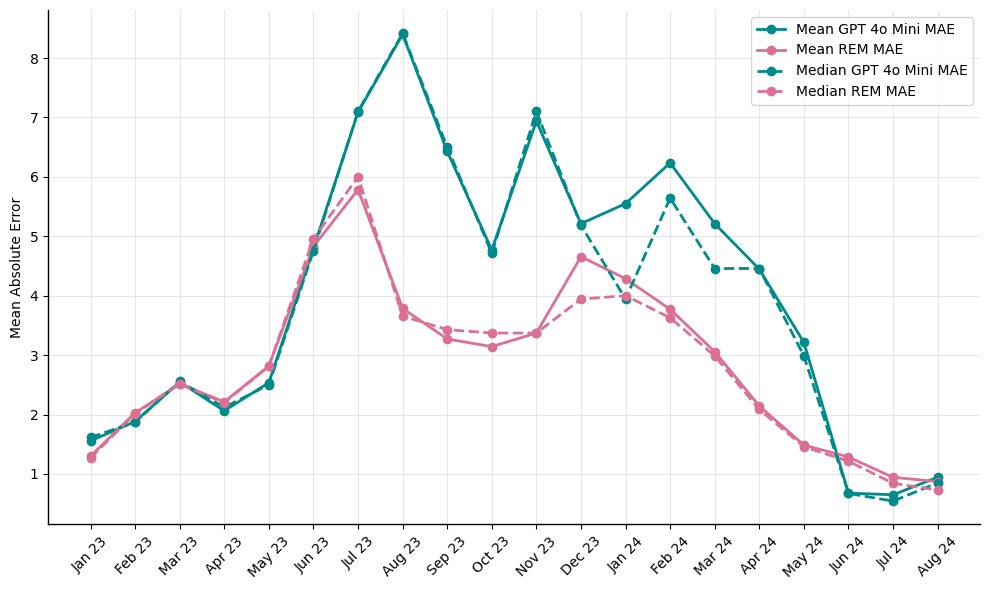 Mean GPT 4o Mini MAE
Mean REM MAE
Median GPT 4o Mini MAE
Median REM MAE
Mean Absolute Error
8
7
6
5
4
3
2
1
Jan 23
Feb 23
Mar 23
Apr 23
May 23
Jun 23
Jul 23
Aug 23
Sep 23
Oct 23
Nov 23
Dec 23
Jan 24
Feb 24
Mar 24
Apr 24
May 24
Jun 24
Jul 24
Aug 24